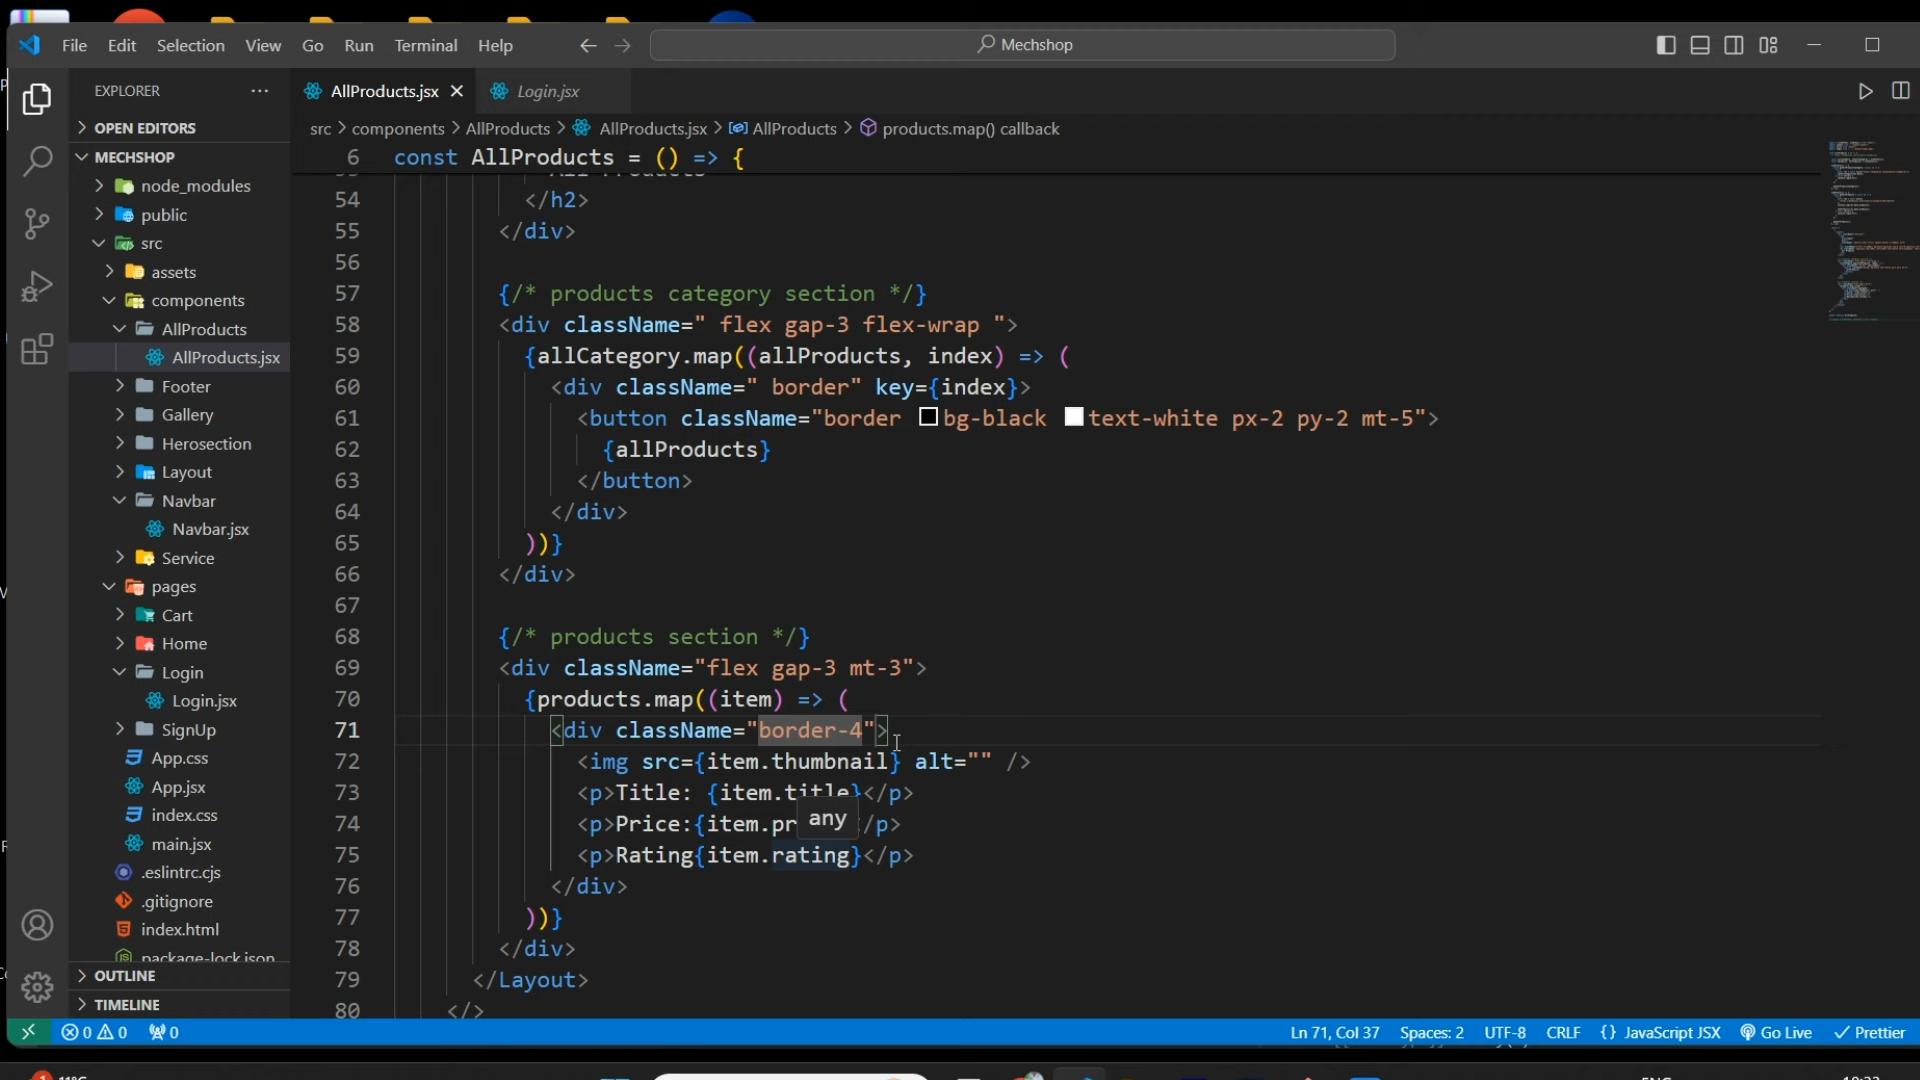 File Edit Selection View Go Run Terminal Help
Mechshop
EXPLORER
AllProducts.jsx
Login.jsx
src > components > AllProducts > AllProducts.jsx > AllProducts > products.map() callback
OPEN EDITORS
MECHSHOP
node_modules
public
src
assets
components
AllProducts
AllProducts.jsx
Footer
Gallery
Herosection
Layout
Navbar
Navbar.jsx
Service
pages
Cart
Home
Login
Login.jsx
SignUp
App.css
App.jsx
index.css
main.jsx
.eslintrc.cjs
.gitignore
index.html
package-lock.json
OUTLINE
TIMELINE
6 const AllProducts = () => {
54 </h2>
55 </div>
56
57 {/* products category section */}
58 <div className=" flex gap-3 flex-wrap ">
59 {allCategory.map((allProducts, index) => (
60 <div className=" border" key={index}>
61 <button className="border bg-black text-white px-2 py-2 mt-5">
62 {allProducts}
63 </button>
64 </div>
65 ))}
66 </div>
67
68 {/* products section */}
69 <div className="flex gap-3 mt-3">
70 {products.map((item) => (
71 <div className="border-4">
72 <img src={item.thumbnail} alt="" />
73 <p>Title: {item.title}</p>
74 <p>Price:{item.pr /p>
any
75 <p>Rating{item.rating}</p>
76 </div>
77 ))}
78 </div>
79 </Layout>
80 </>
0 0 0
Ln 71, Col 37 Spaces: 2 UTF-8 CRLF {} JavaScript JSX Go Live Prettier